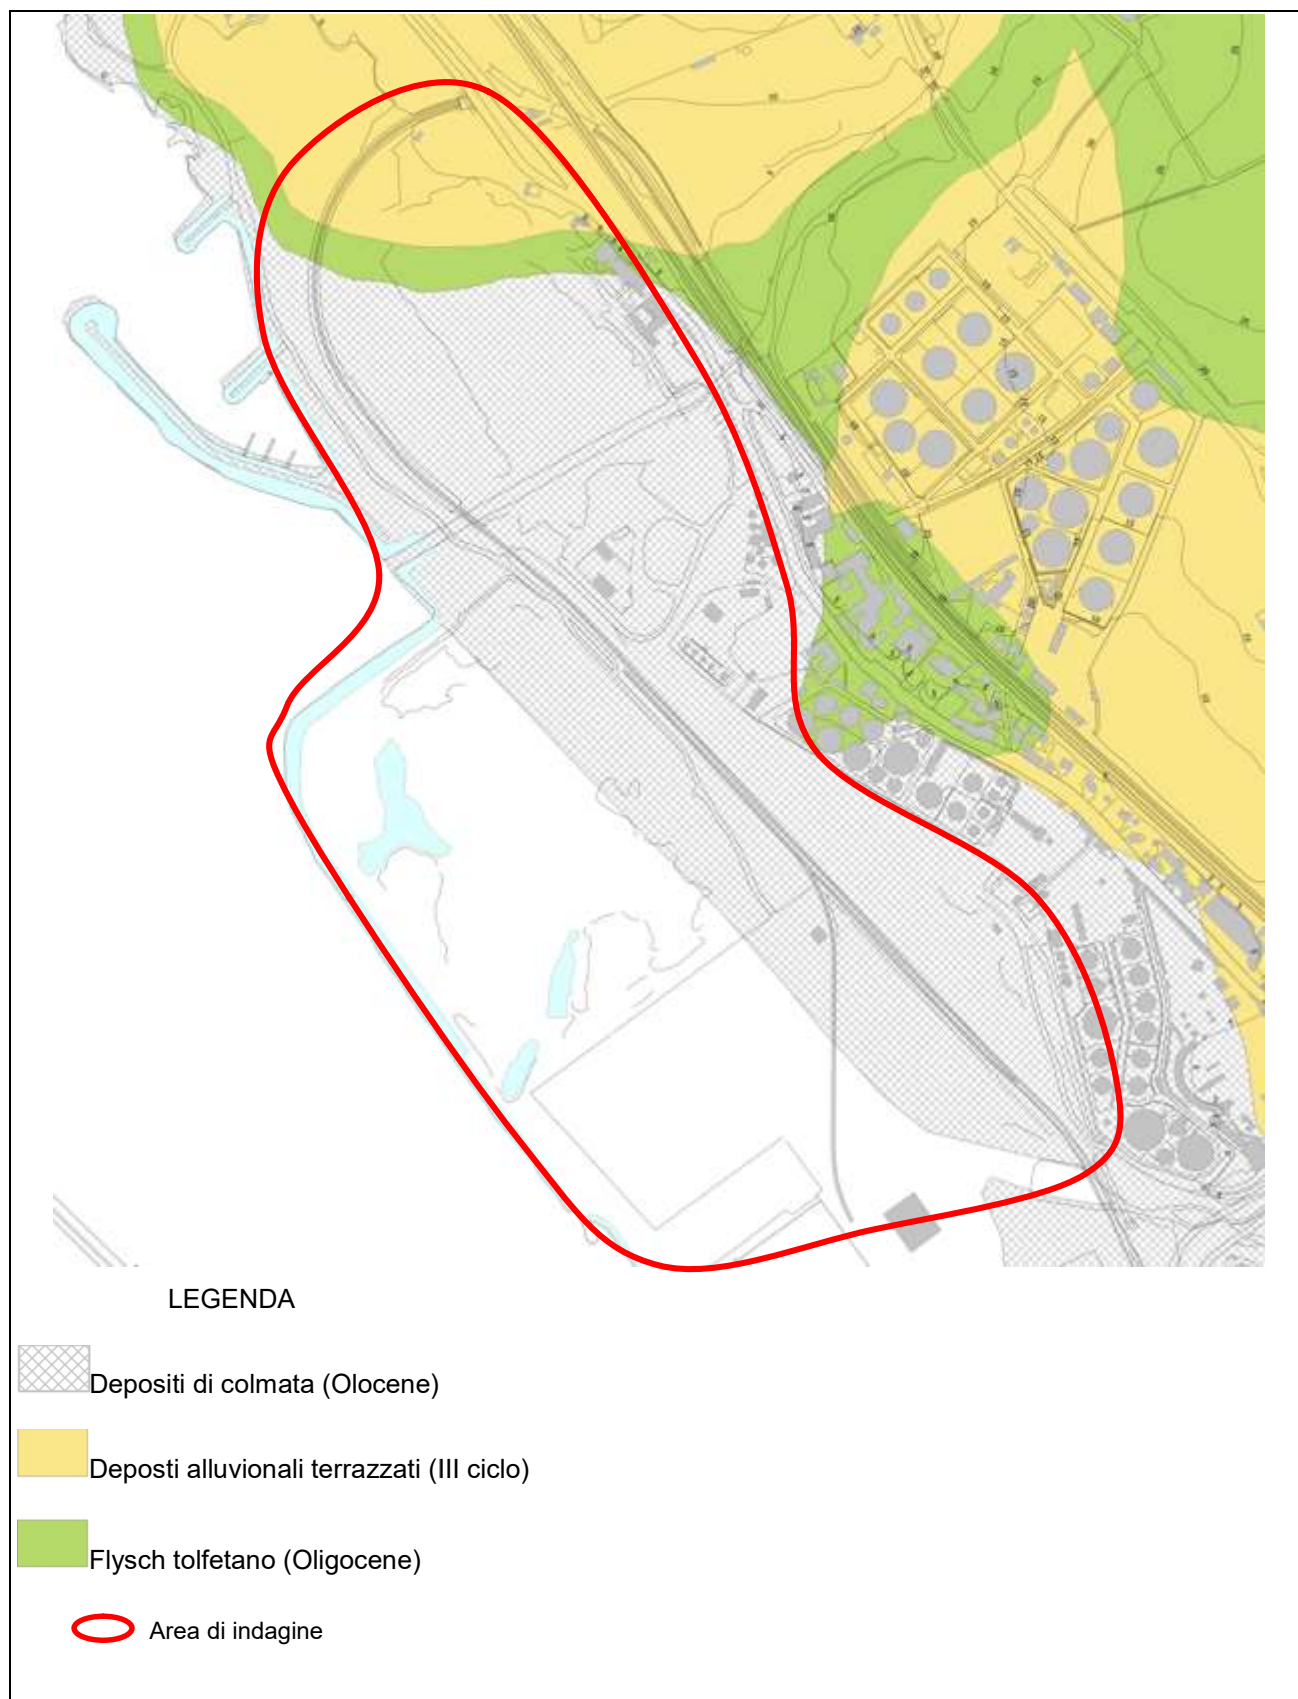 LEGENDA
Depositi di colmata (Olocene)
Deposti alluvionali terrazzati (III ciclo)
Flysch tolfetano (Oligocene)
Area di indagine